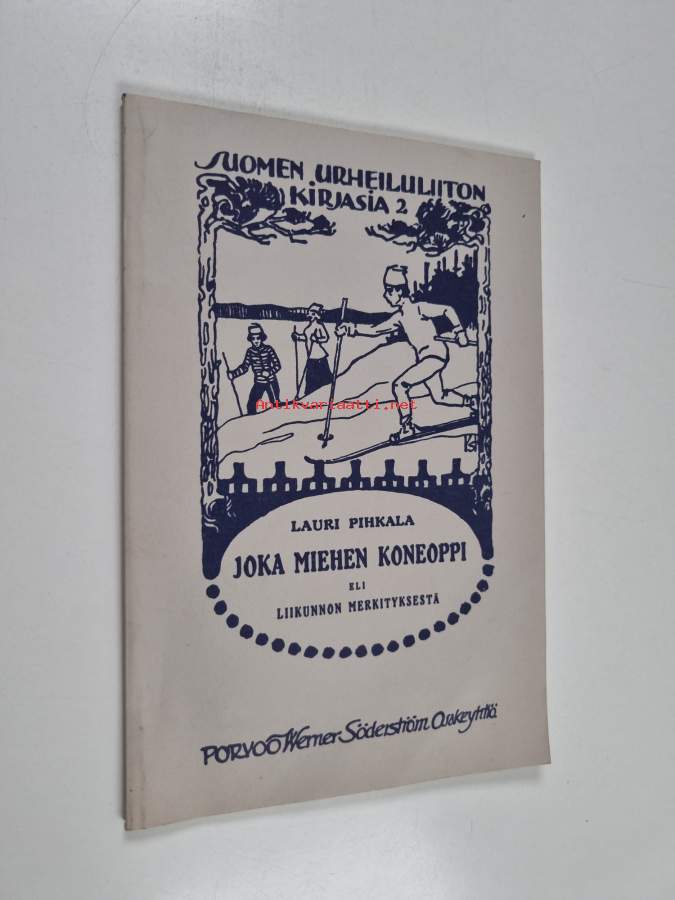 SUOMEN URHEILULIITON
KIRJASIA 2
Antikvariaatti.net
LAURI PIHKALA
JOKA MIEHEN KONEOPPI
ELI
LIIKUNNON MERKITYKSESTÄ
PORVOO Werner Söderström Osakeyhtiö